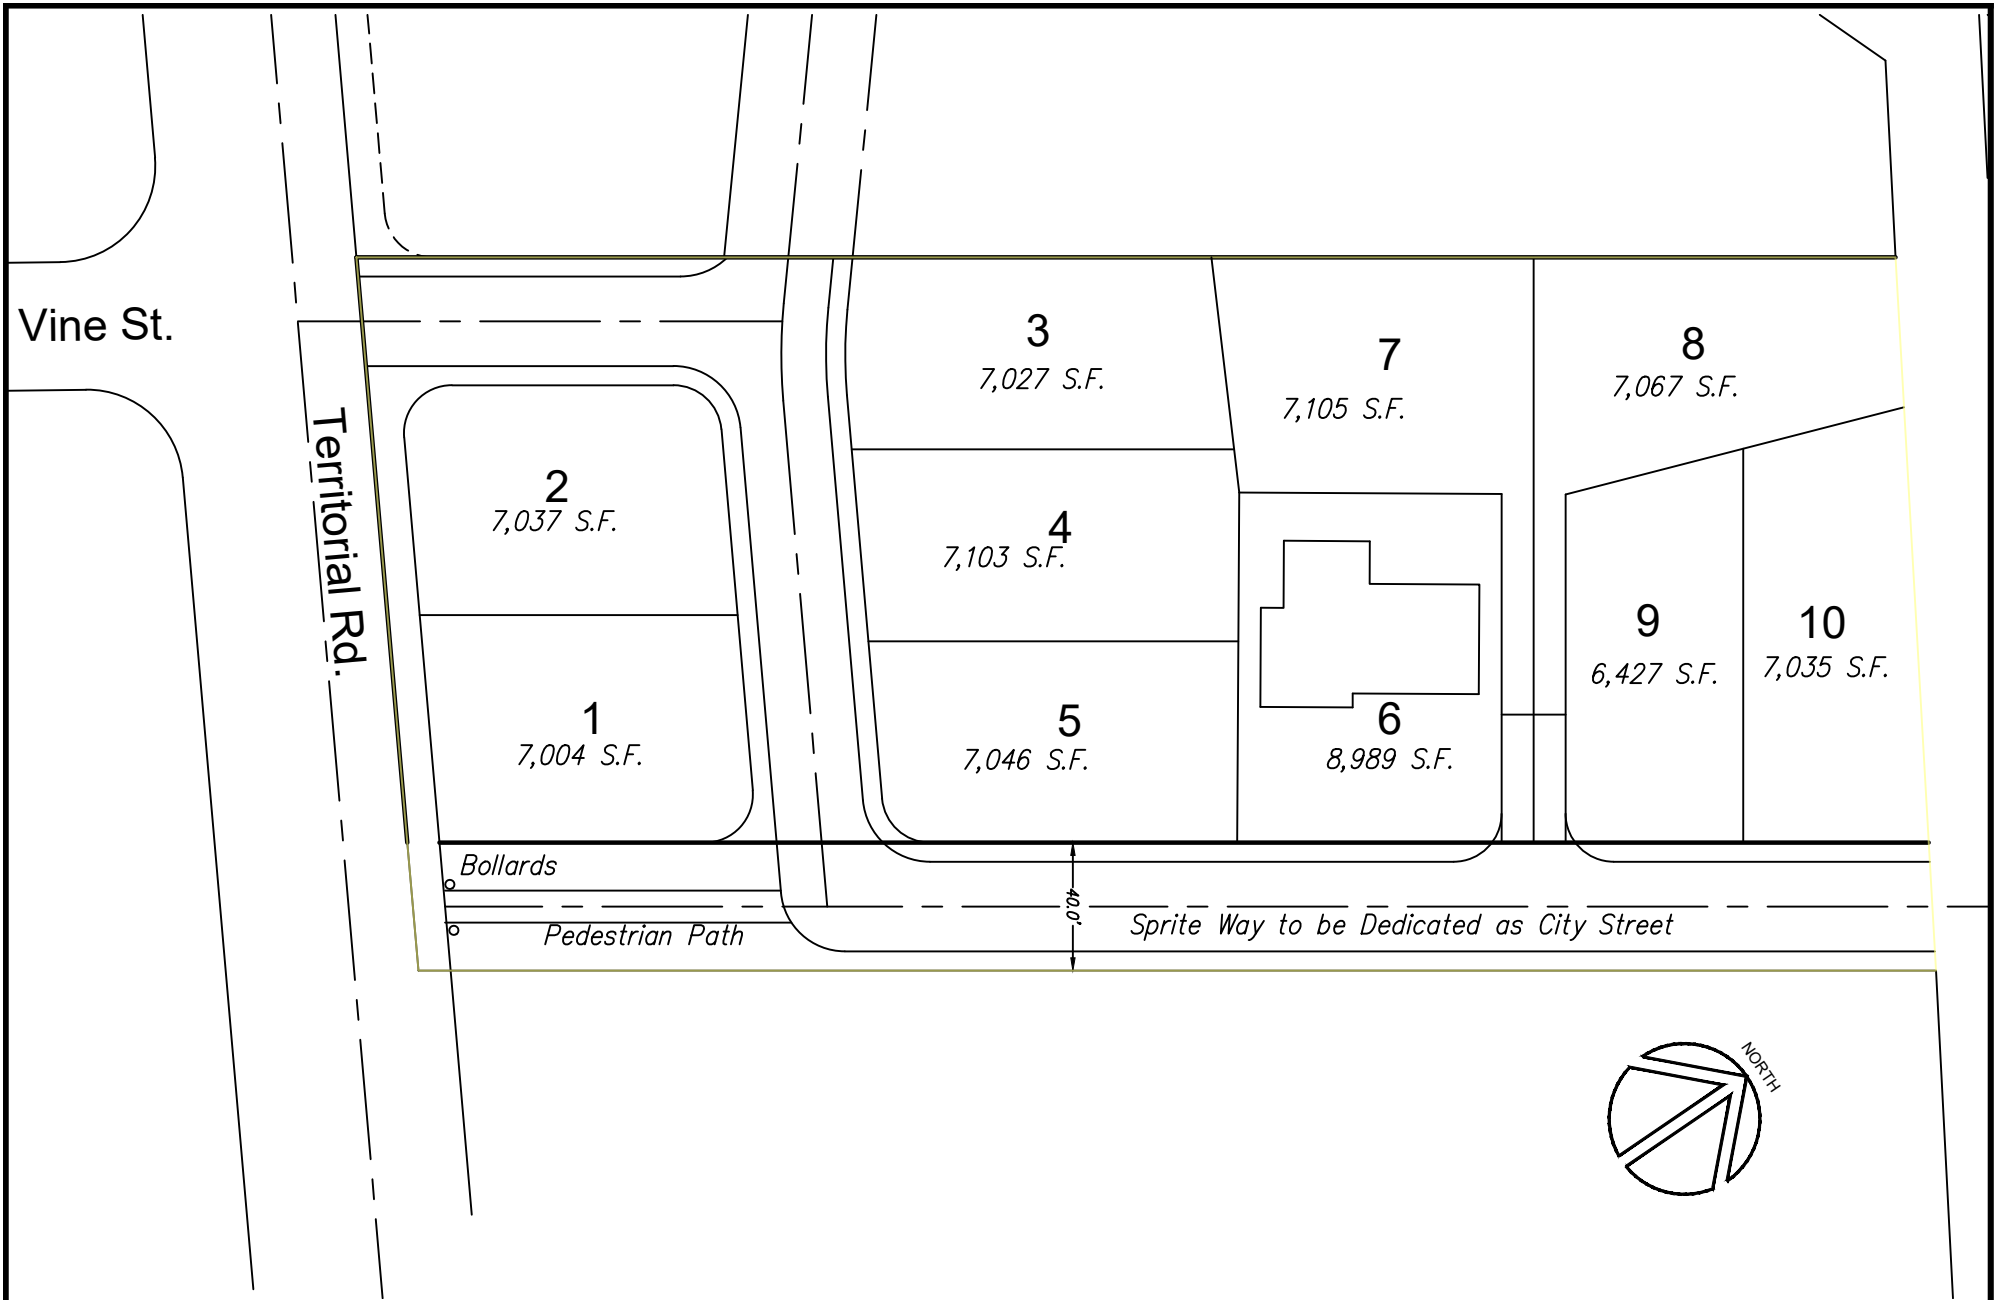 Vine St.
Territorial Rd.
3
7,027 S.F.
7
7,105 S.F.
8
7,067 S.F.
2
7,037 S.F.
4
7,103 S.F.
9
6,427 S.F.
10
7,035 S.F.
1
7,004 S.F.
5
7,046 S.F.
6
8,989 S.F.
Bollards
40.0'
Pedestrian Path
Sprite Way to be Dedicated as City Street
NORTH